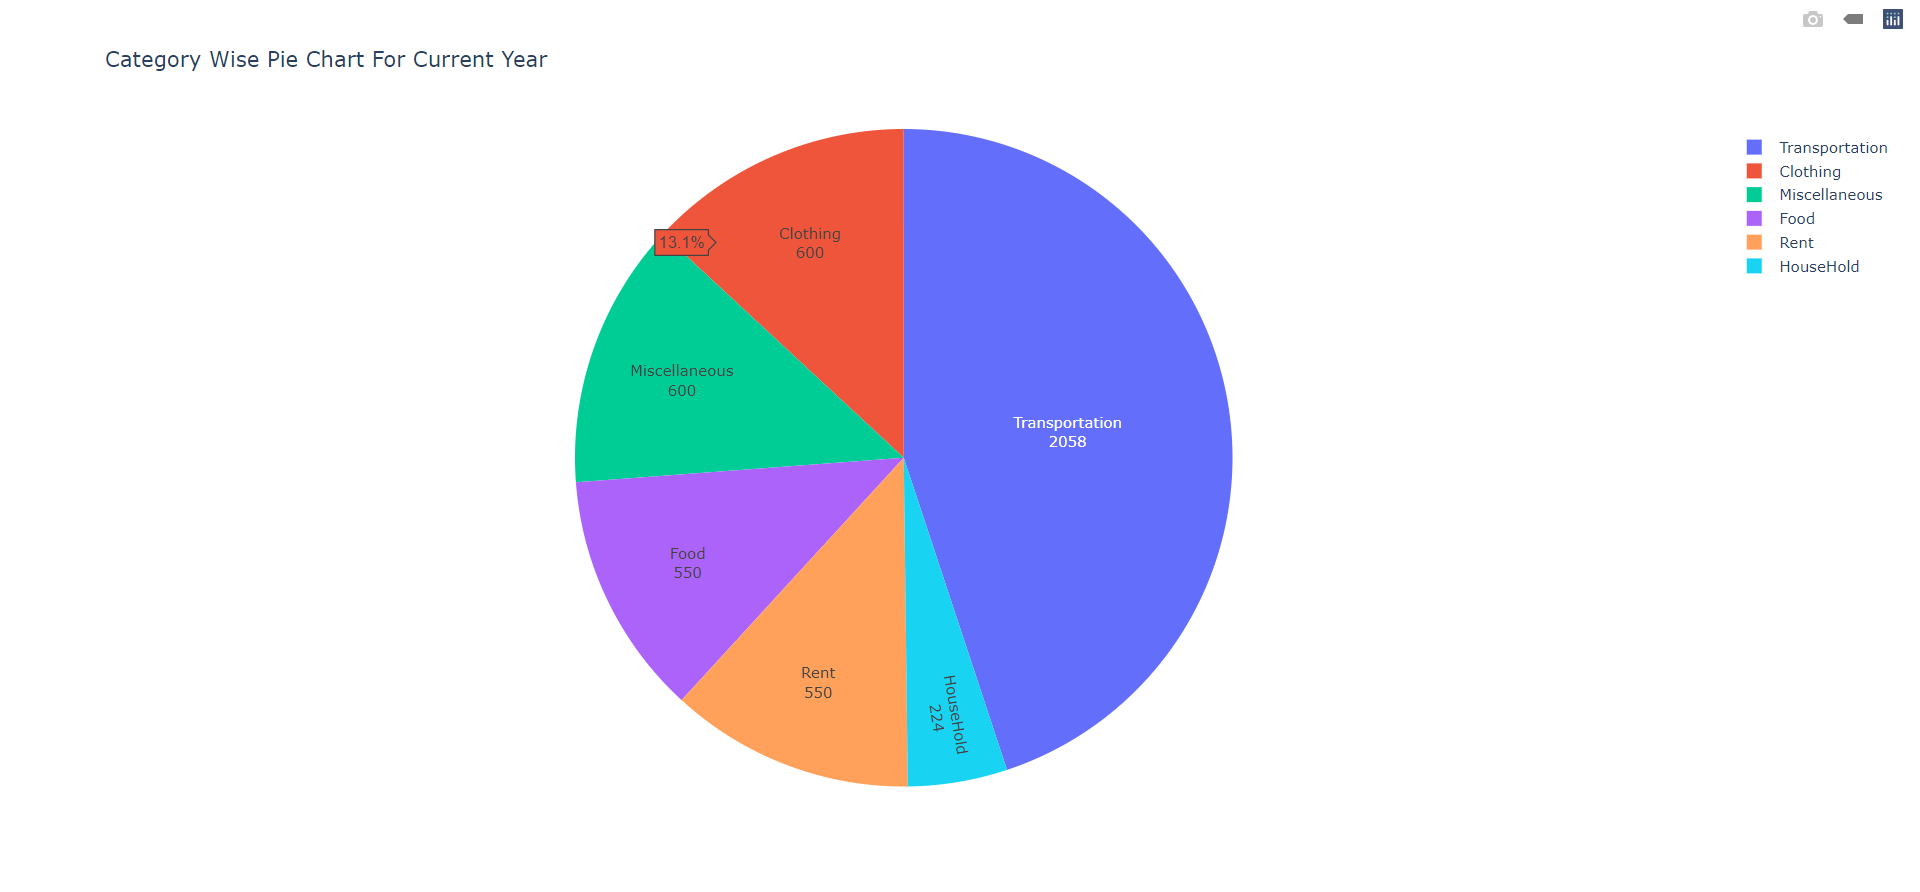 Category Wise Pie Chart For Current Year
Transportation
Clothing
Miscellaneous
Food
Rent
HouseHold
13.1%
Clothing
600
Miscellaneous
600
Transportation
2058
Food
550
Rent
550
HouseHold
224